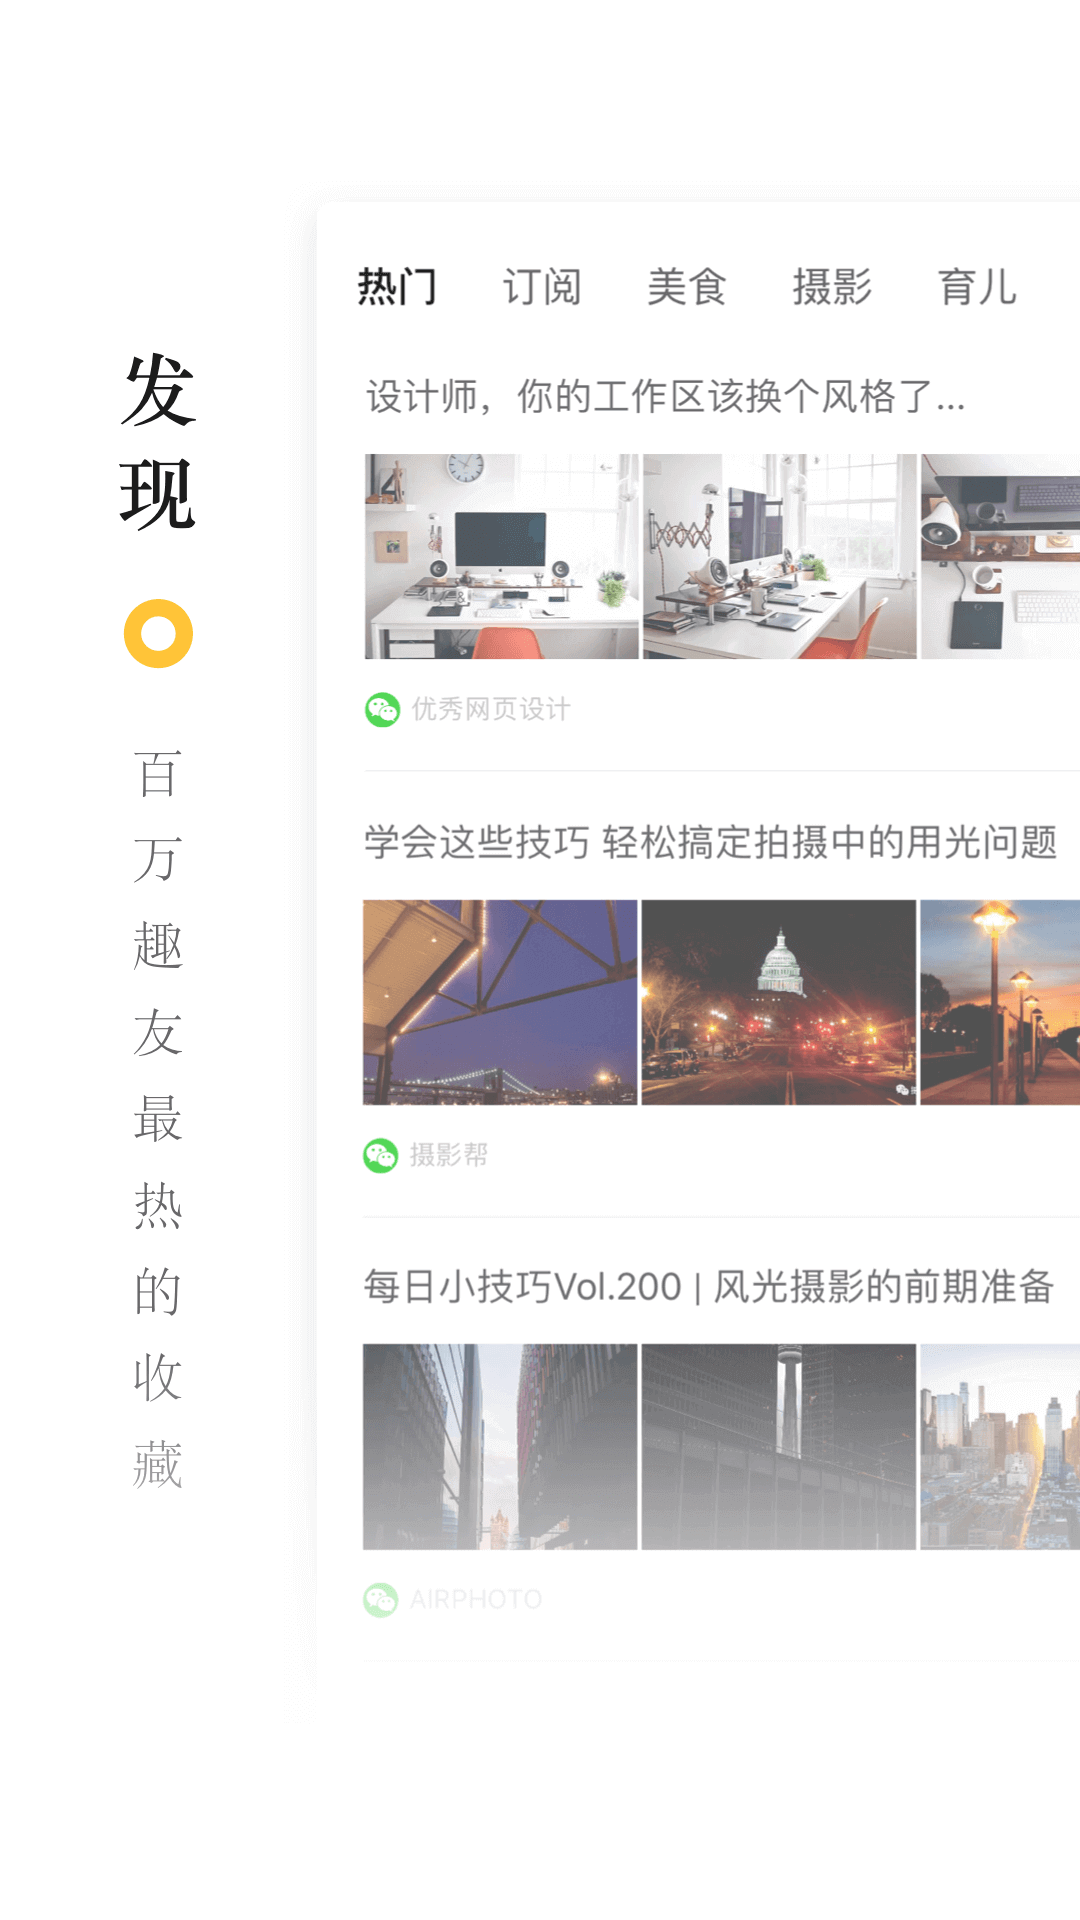 发现
百万趣友最热的收藏
热门 订阅 美食 摄影 育儿
设计师，你的工作区该换个风格了...
优秀网页设计
学会这些技巧 轻松搞定拍摄中的用光问题
摄影帮
每日小技巧Vol.200 | 风光摄影的前期准备
AIRPHOTO